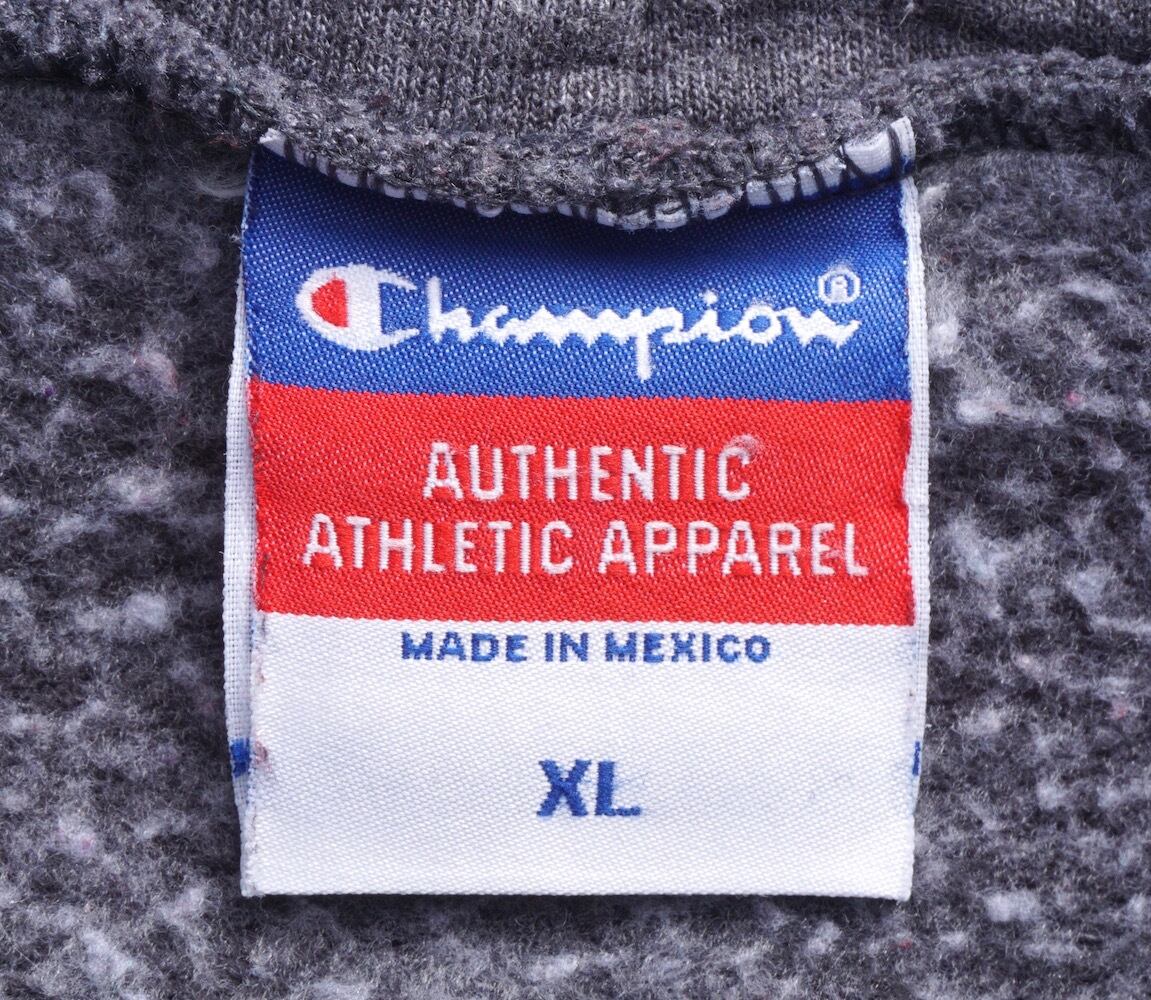 Champion®
AUTHENTIC
ATHLETIC APPAREL
MADE IN MEXICO
XL